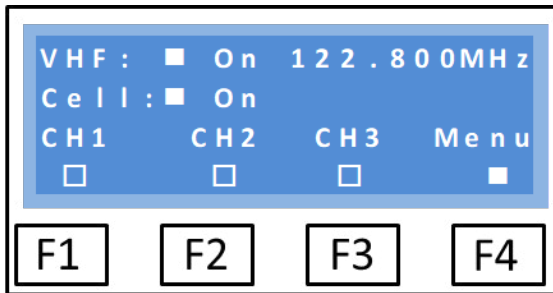 VHF: ■ On 122.800MHz
Cell:■ On
CH1 CH2 CH3 Menu
□ □ □ ■
F1 F2 F3 F4